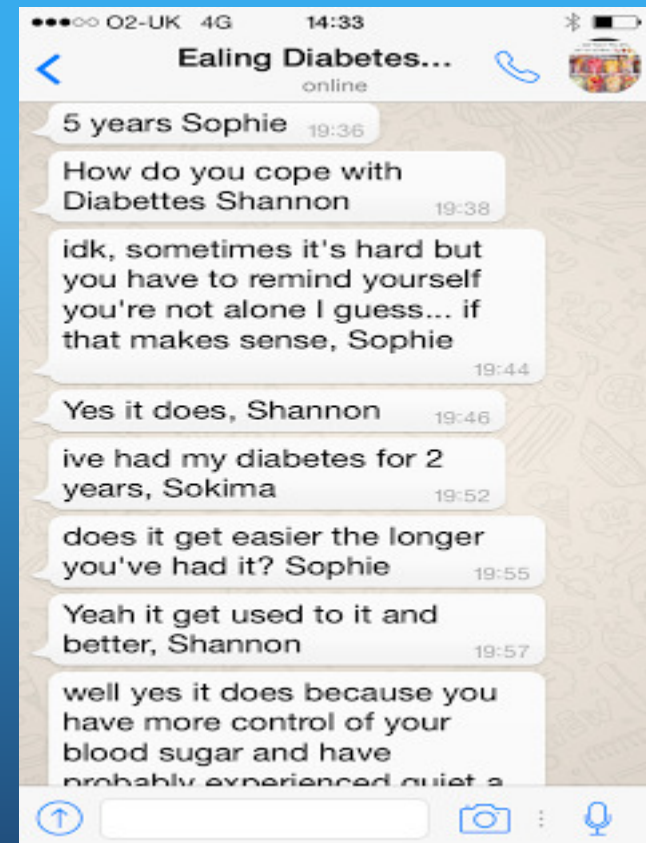 O2-UK 4G 14:33
Ealing Diabetes...
online
5 years Sophie 19:36
How do you cope with
Diabettes Shannon 19:38
idk, sometimes it's hard but
you have to remind yourself
you're not alone I guess... if
that makes sense, Sophie
19:44
Yes it does, Shannon 19:46
ive had my diabetes for 2
years, Sokima 19:52
does it get easier the longer
you've had it? Sophie 19:55
Yeah it get used to it and
better, Shannon 19:57
well yes it does because you
have more control of your
blood sugar and have
probably experienced quiet a